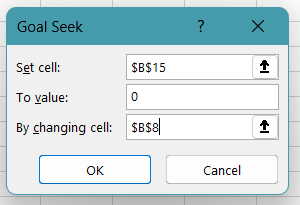 Goal Seek ?
Set cell: $B$15
To value: 0
By changing cell: $B$8
OK Cancel